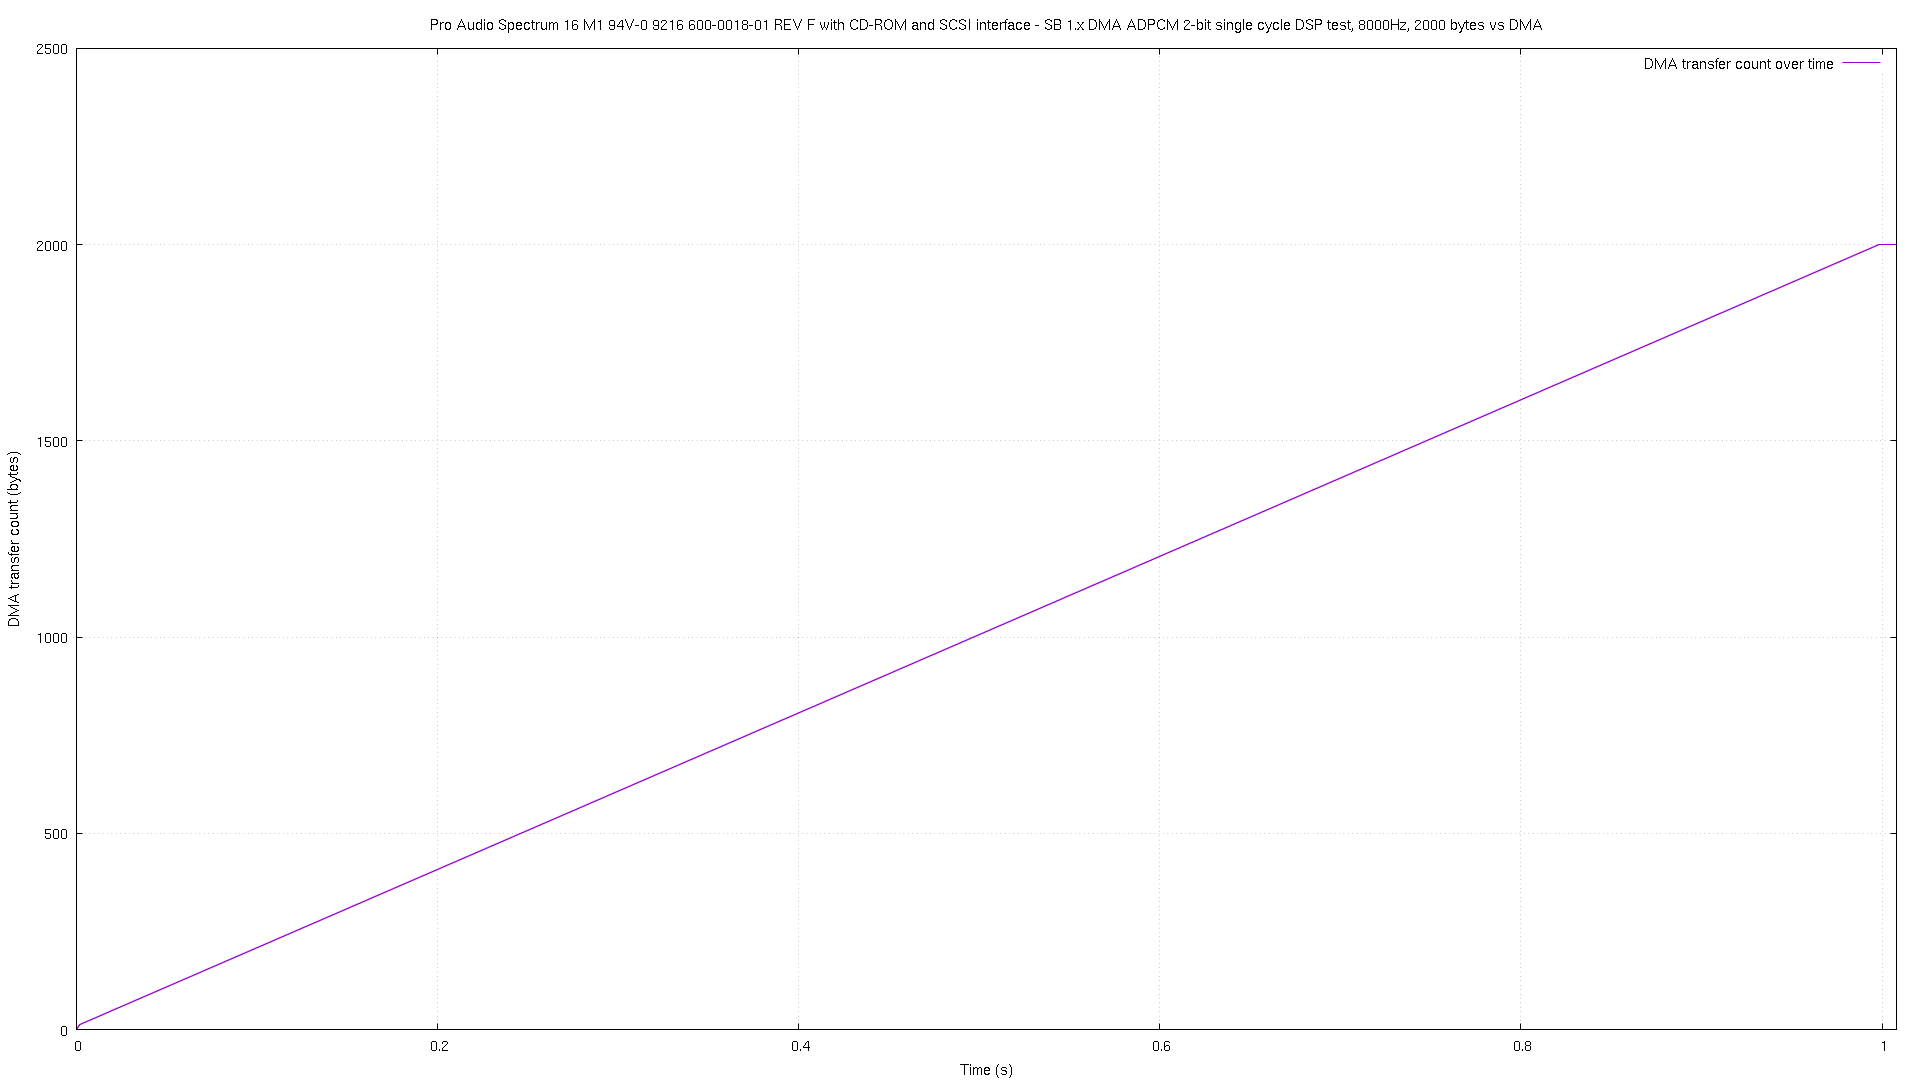 Pro Audio Spectrum 16 M1 94V-0 9216 600-0018-01 REV F with CD-ROM and SCSI interface - SB 1.x DMA ADPCM 2-bit single cycle DSP test, 8000Hz, 2000 bytes vs DMA
DMA transfer count over time
2500
2000
1500
1000
500
0
DMA transfer count (bytes)
0 0.2 0.4 0.6 0.8 1
Time (s)